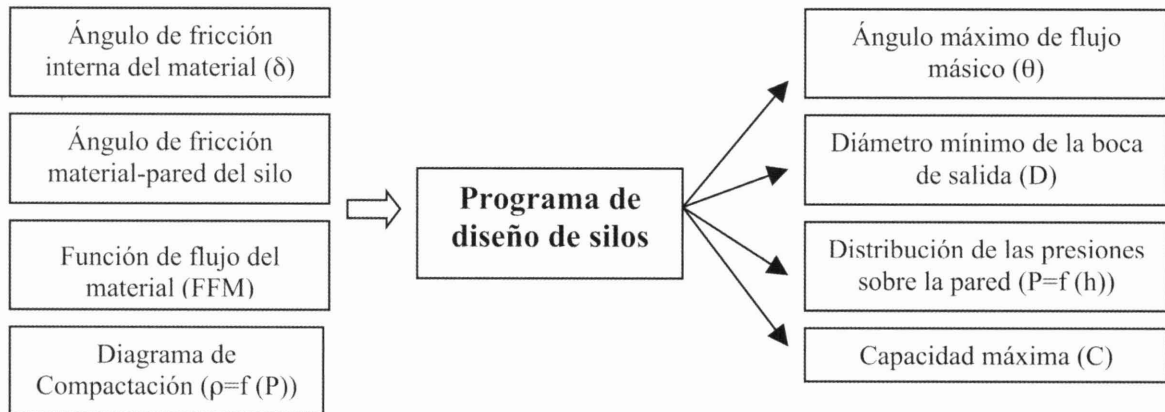 Ángulo de fricción
interna del material (δ)
Ángulo de fricción
material-pared del silo
Función de flujo del
material (FFM)
Diagrama de
Compactación (ρ=f (P))
Programa de
diseño de silos
Ángulo máximo de flujo
másico (θ)
Diámetro mínimo de la boca
de salida (D)
Distribución de las presiones
sobre la pared (P=f (h))
Capacidad máxima (C)